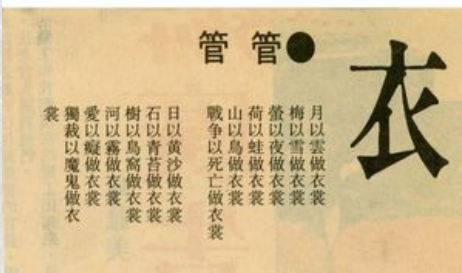 衣
●管管
月以雲做衣裳
梅以雪做衣裳
螢以夜做衣裳
荷以蛙做衣裳
山以鳥做衣裳
戰爭以死亡做衣裳
日以黃沙做衣裳
石以青苔做衣裳
樹以鳥窩做衣裳
河以霧做衣裳
愛以癡做衣裳
獨裁以魔鬼做衣
裳